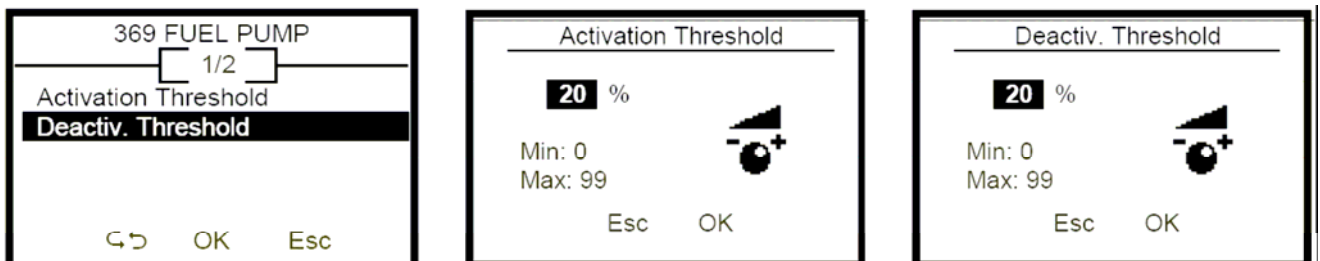 369 FUEL PUMP
1/2
Activation Threshold
Deactiv. Threshold
OK Esc
Activation Threshold
20 %
Min: 0
Max: 99
Esc OK
Deactiv. Threshold
20 %
Min: 0
Max: 99
Esc OK